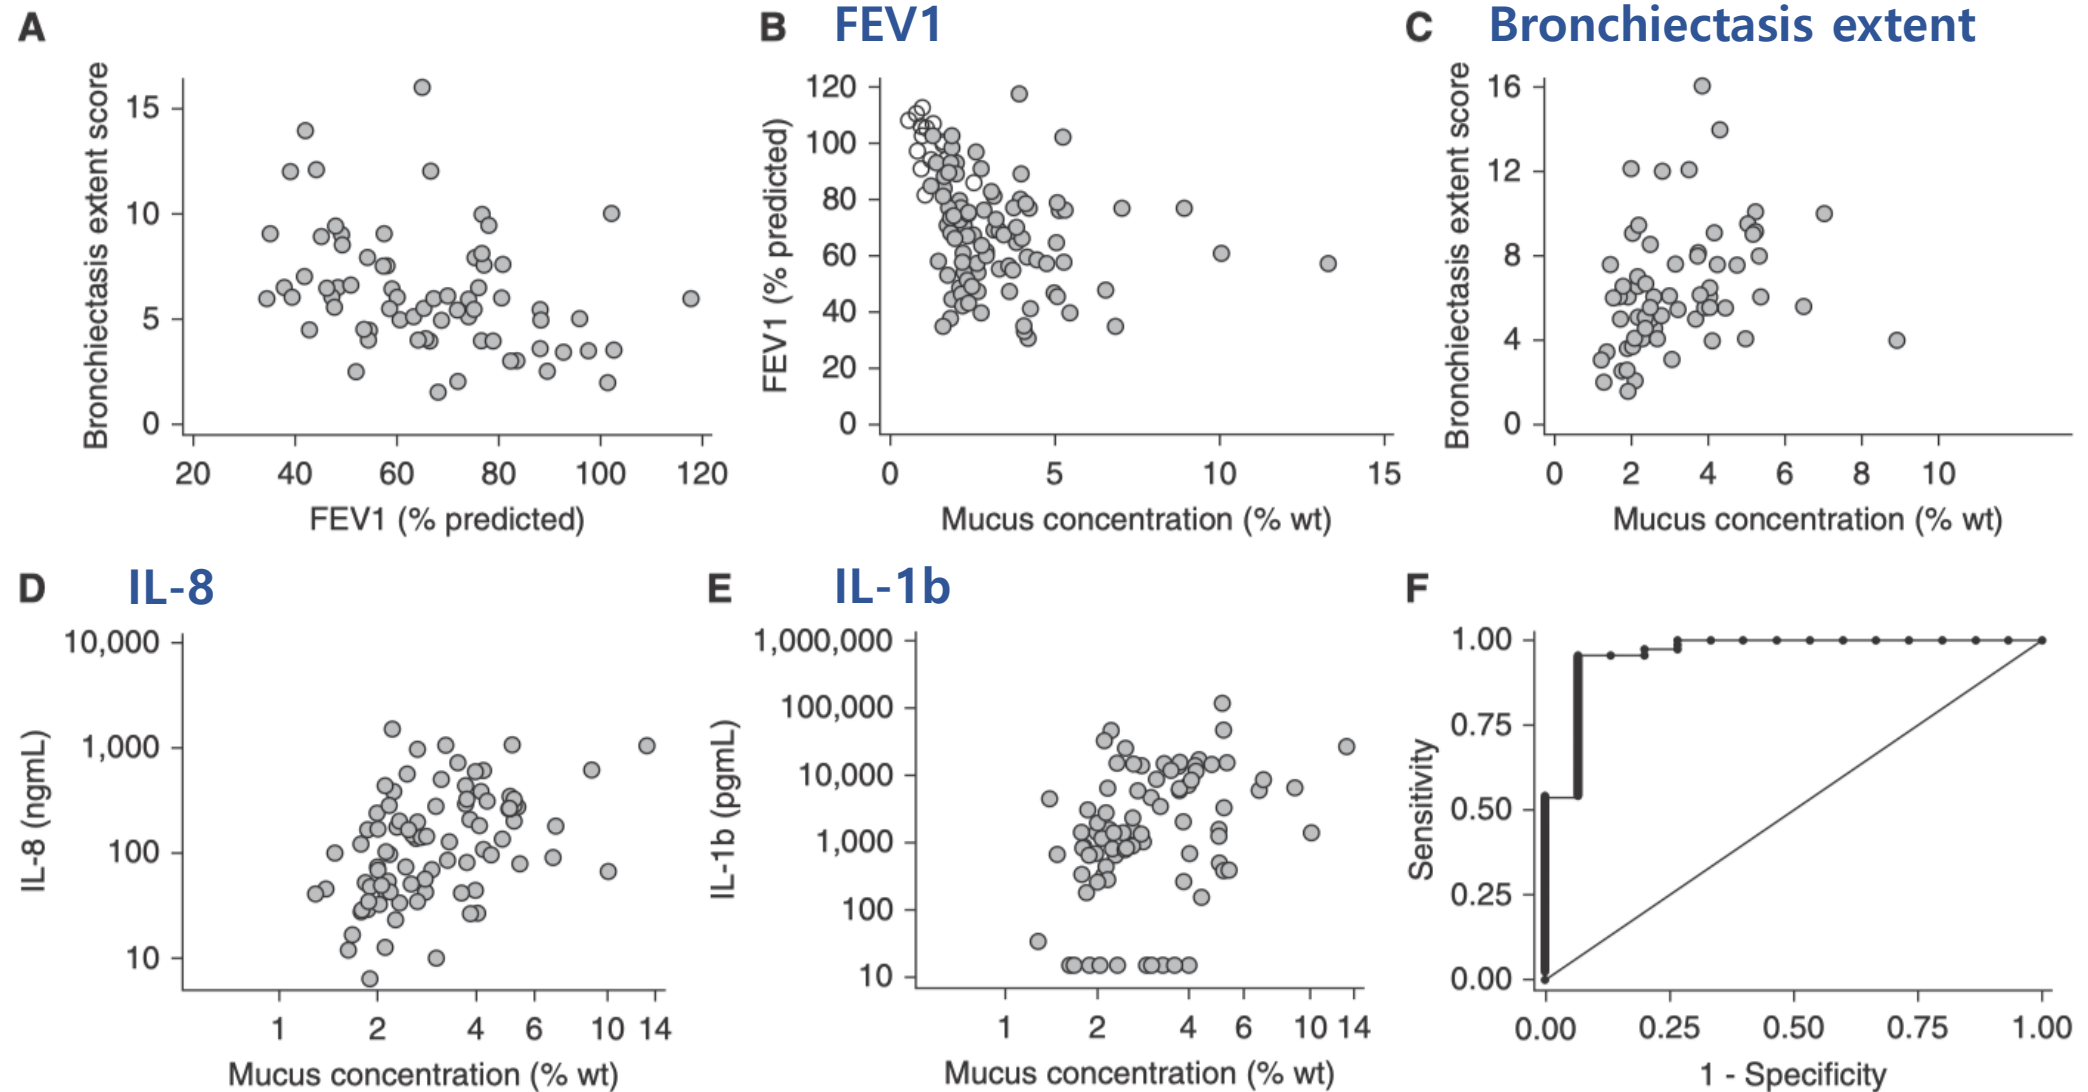 A
Bronchiectasis extent score
15
10
5
0
20 40 60 80 100 120
FEV1 (% predicted)
B FEV1
FEV1 (% predicted)
120
100
80
60
40
20
0
0 5 10 15
Mucus concentration (% wt)
C Bronchiectasis extent
Bronchiectasis extent score
16
12
8
4
0
0 2 4 6 8 10
Mucus concentration (% wt)
D IL-8
IL-8 (ngmL)
10,000
1,000
100
10
1 2 4 6 10 14
Mucus concentration (% wt)
E IL-1b
IL-1b (pgmL)
1,000,000
100,000
10,000
1,000
100
10
1 2 4 6 10 14
Mucus concentration (% wt)
F
Sensitivity
1.00
0.75
0.50
0.25
0.00
0.00 0.25 0.50 0.75 1.00
1 - Specificity